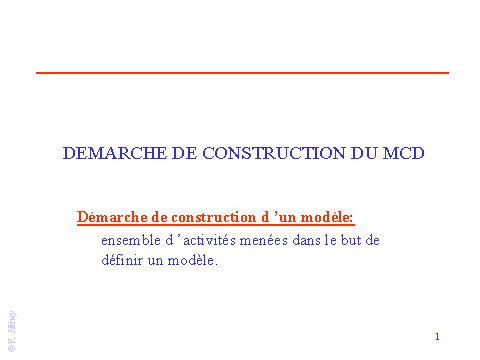 DEMARCHE DE CONSTRUCTION DU MCD
Démarche de construction d ’un modèle:
ensemble d ’activités menées dans le but de
définir un modèle.
1